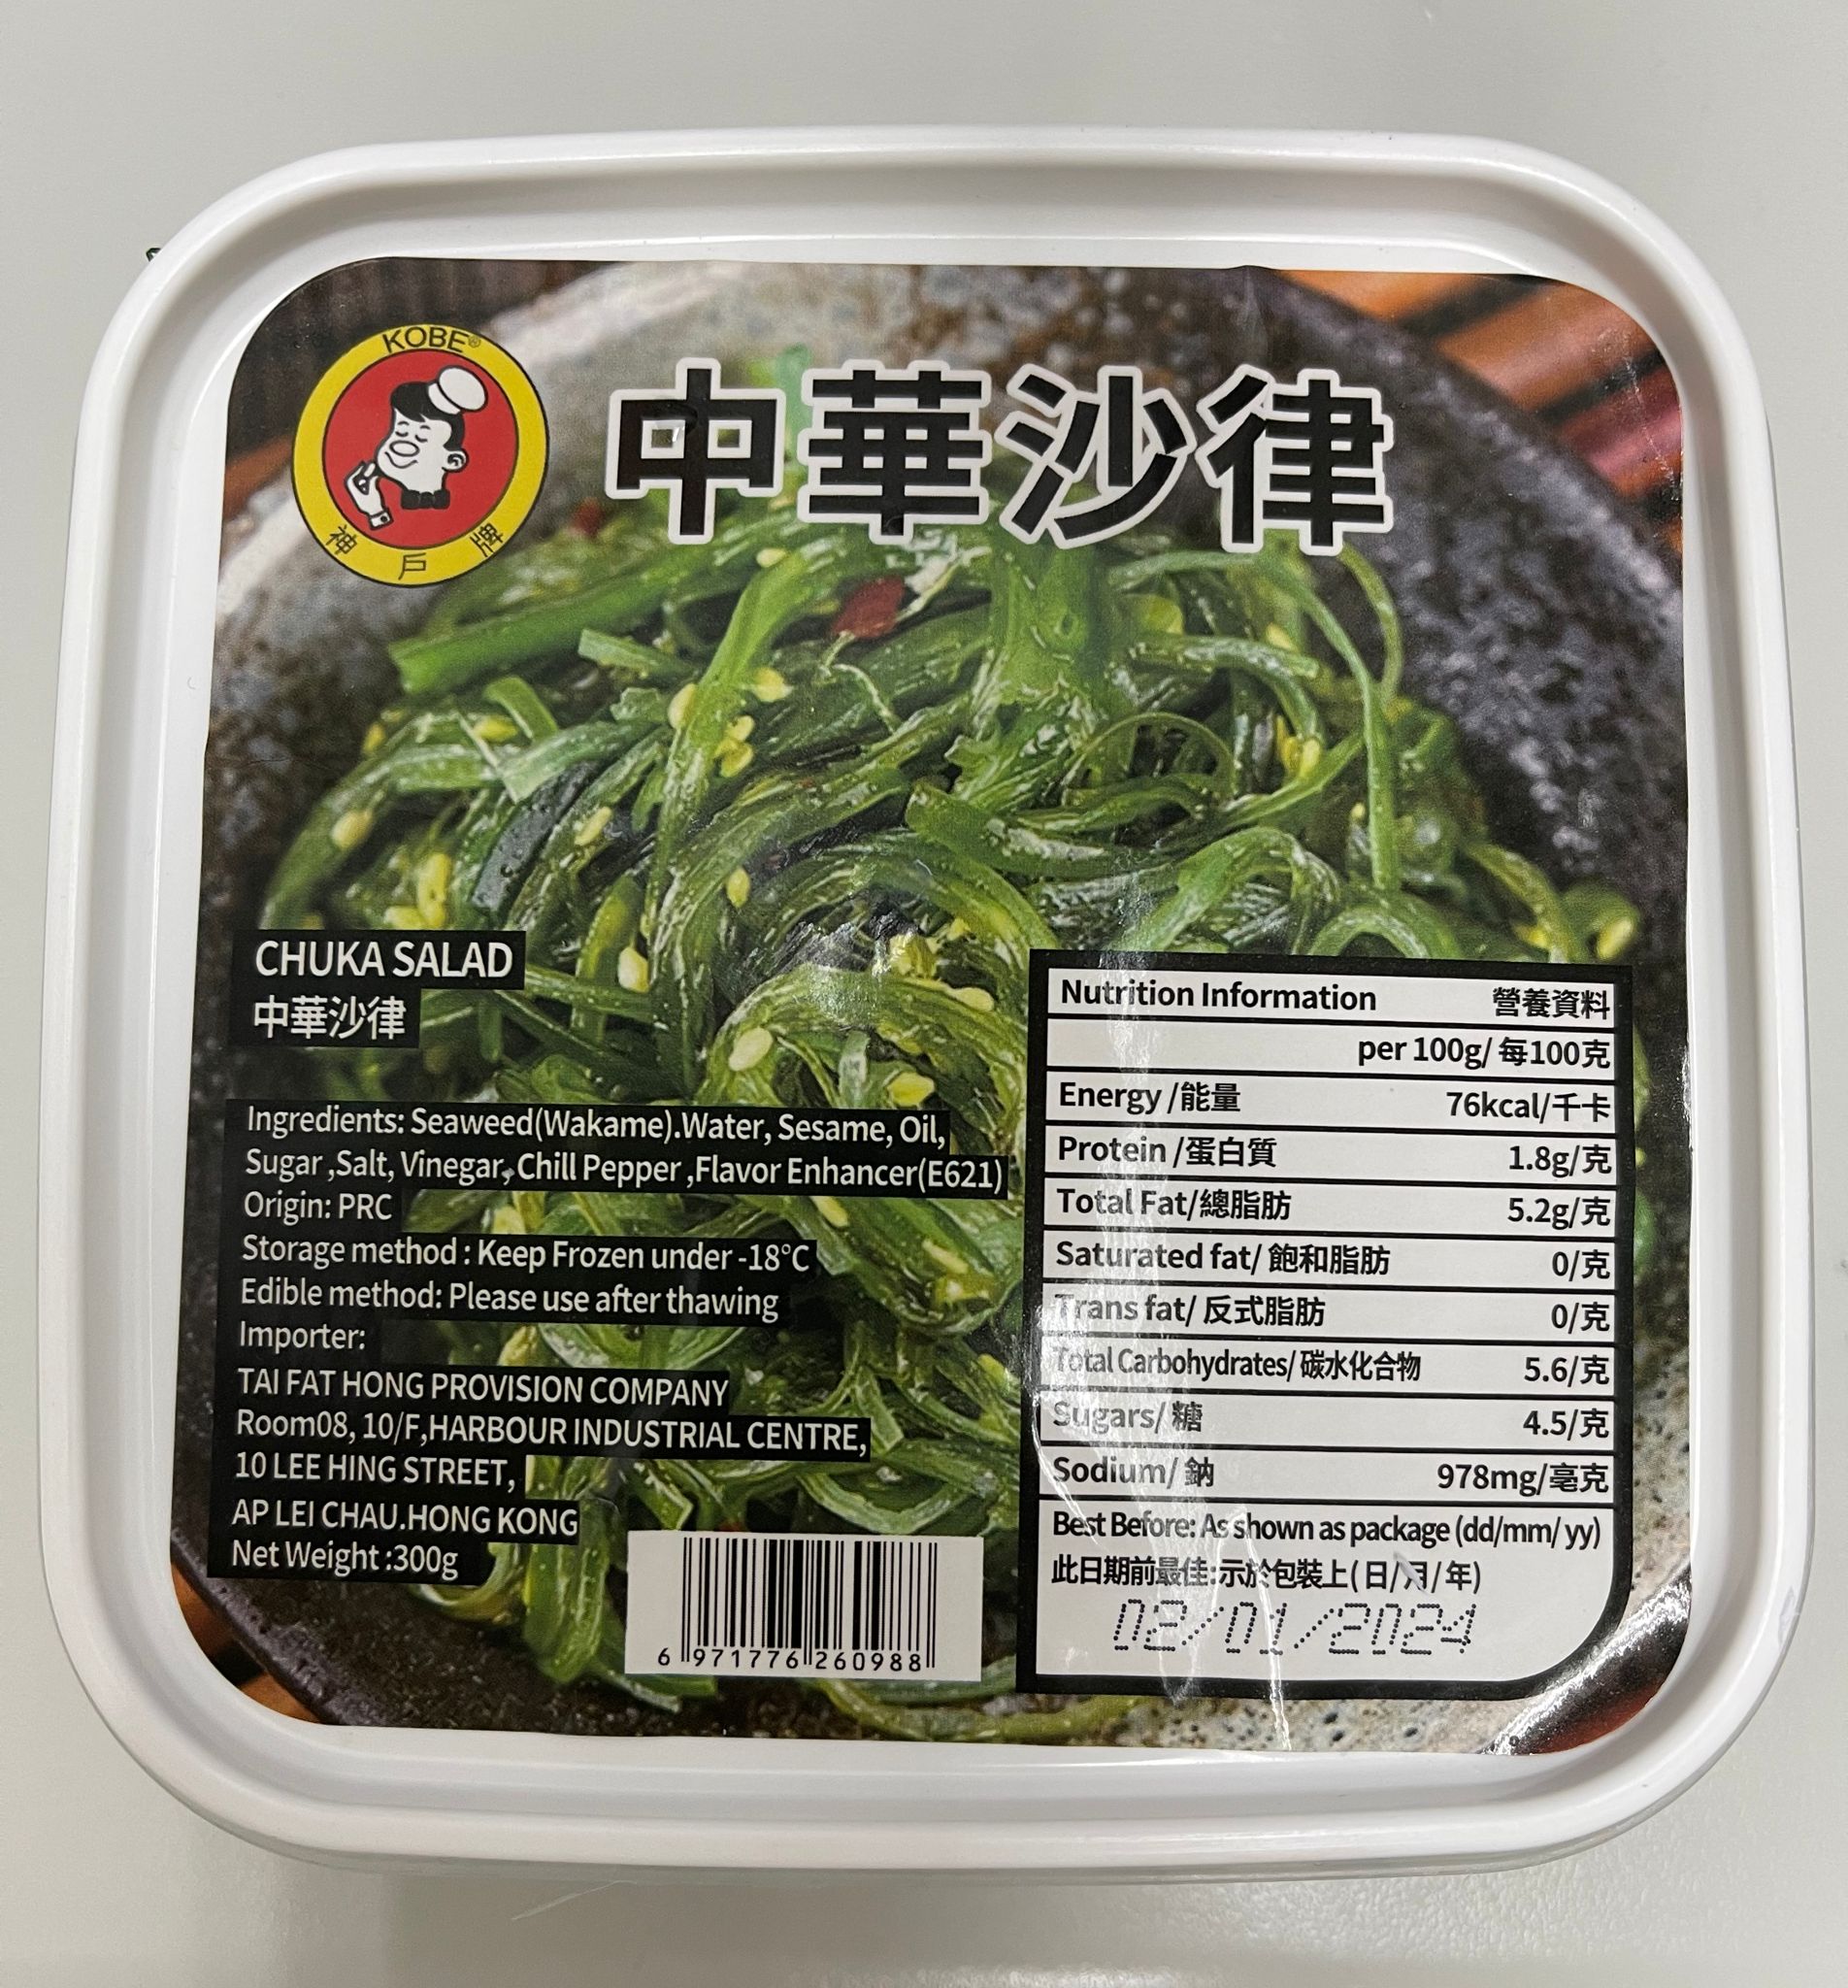 KOBE®
神戶牌
中華沙律
CHUKA SALAD
中華沙律
Ingredients: Seaweed(Wakame).Water, Sesame, Oil,
Sugar ,Salt, Vinegar, Chill Pepper ,Flavor Enhancer(E621)
Origin: PRC
Storage method : Keep Frozen under -18°C
Edible method: Please use after thawing
Importer:
TAI FAT HONG PROVISION COMPANY
Room08, 10/F,HARBOUR INDUSTRIAL CENTRE,
10 LEE HING STREET,
AP LEI CHAU.HONG KONG
Net Weight :300g
6 971776 260988
Nutrition Information 營養資料
per 100g/ 每100克
Energy /能量 76kcal/千卡
Protein /蛋白質 1.8g/克
Total Fat/總脂肪 5.2g/克
Saturated fat/ 飽和脂肪 0/克
Trans fat/ 反式脂肪 0/克
Total Carbohydrates/ 碳水化合物 5.6/克
Sugars/ 糖 4.5/克
Sodium/ 鈉 978mg/毫克
Best Before: As shown as package (dd/mm/ yy)
此日期前最佳:示於包裝上( 日/ 月/ 年)
02/01/2024